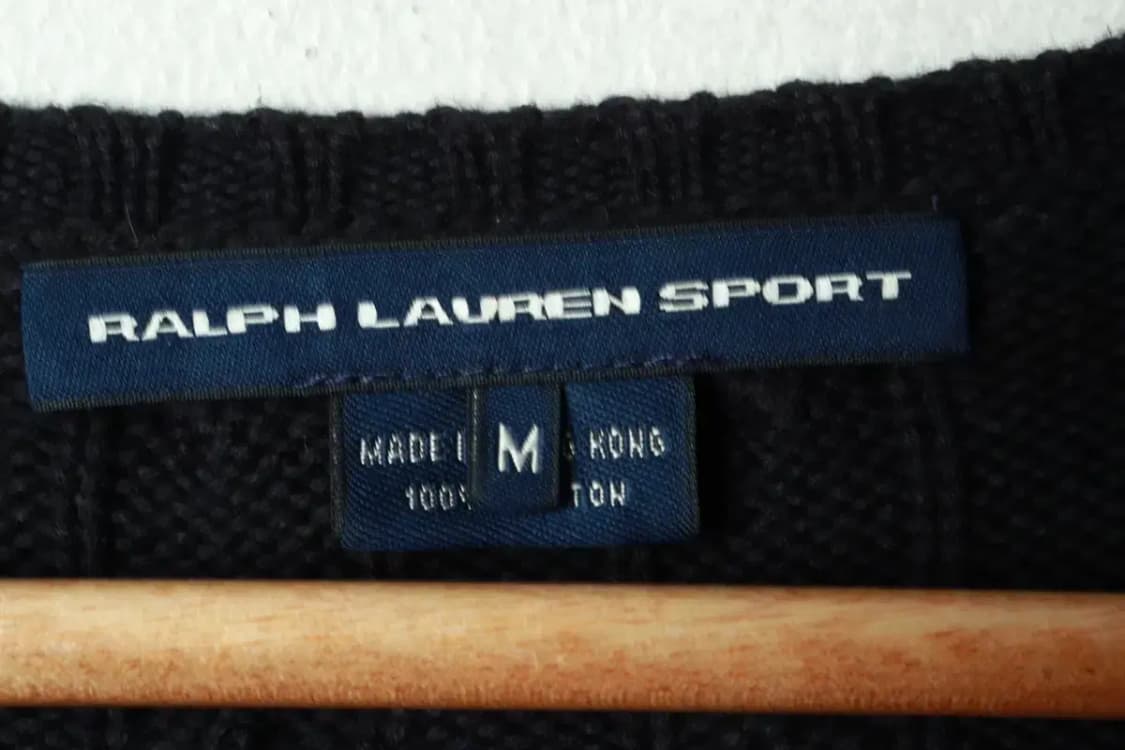 RALPH LAUREN SPORT
M
MADE I KONG
100% TON